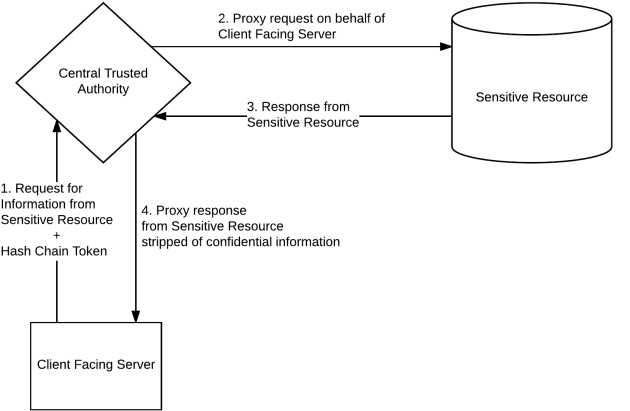 2. Proxy request on behalf of
Client Facing Server
Central Trusted
Authority
Sensitive Resource
3. Response from
Sensitive Resource
1. Request for
Information from
Sensitive Resource
+
Hash Chain Token
4. Proxy response
from Sensitive Resource
stripped of confidential information
Client Facing Server